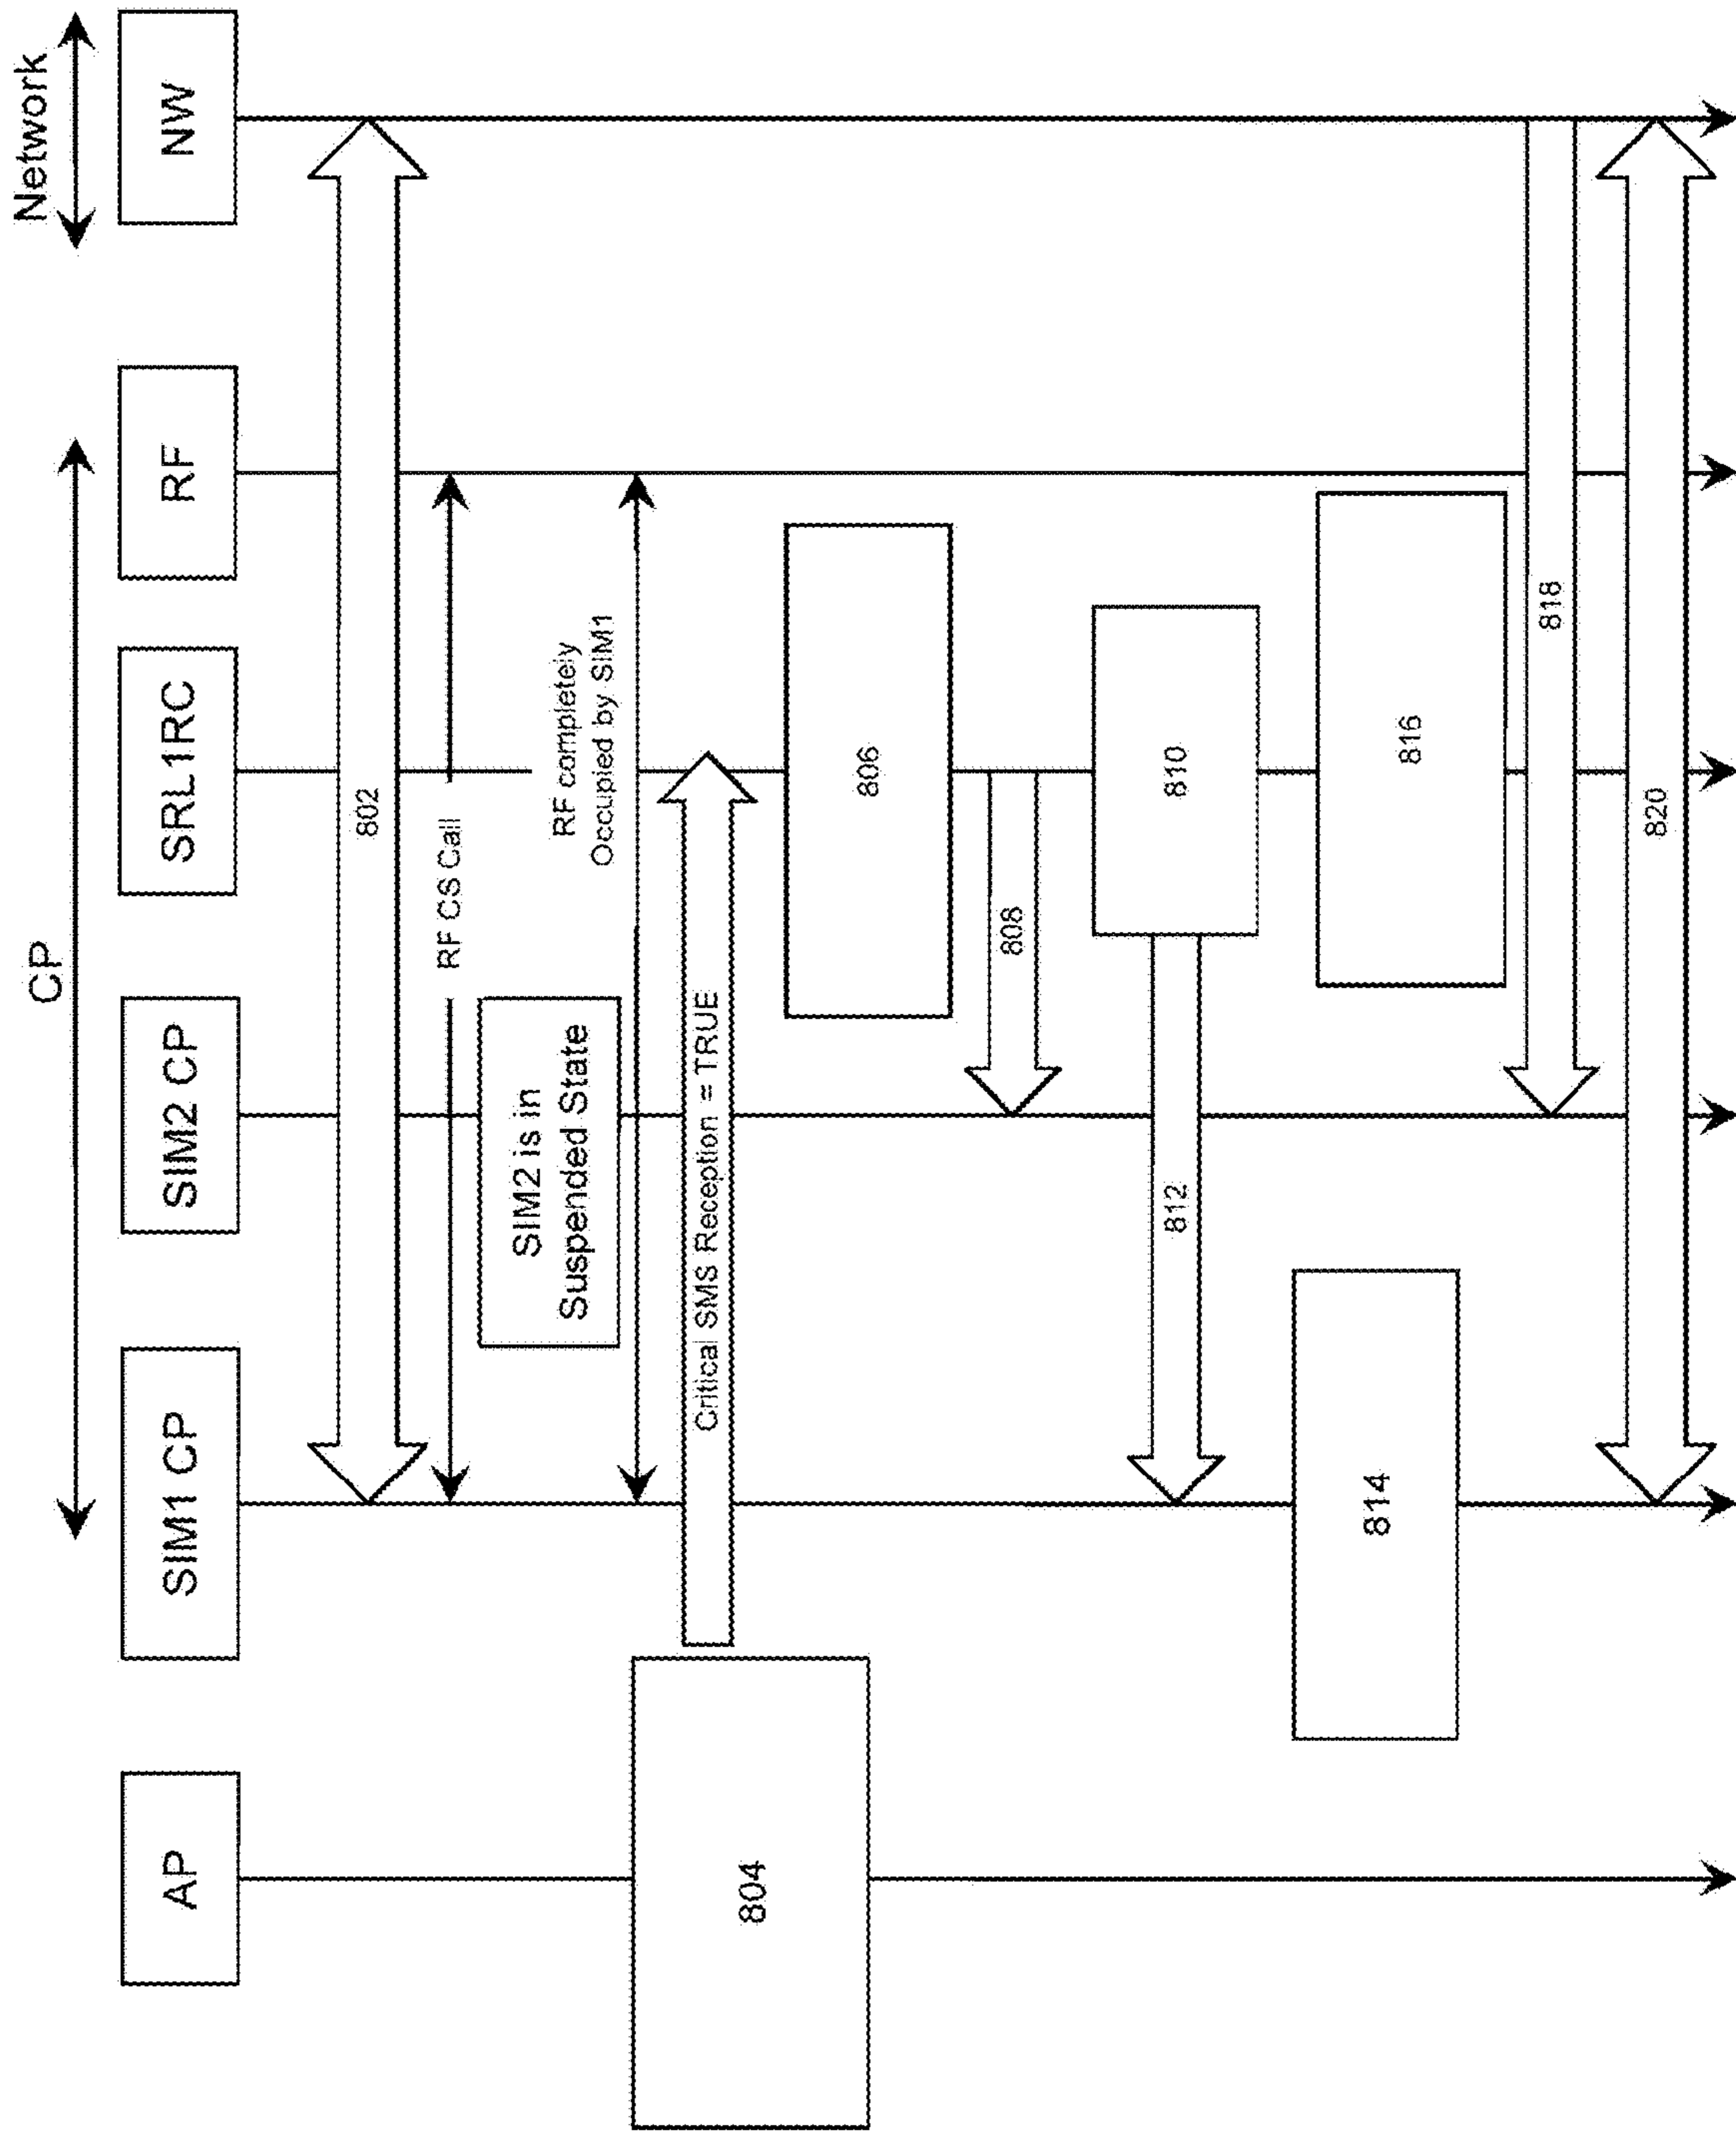 CP
Network
AP
SIM1 CP
SIM2 CP
SRL1RC
RF
NW
802
RF CS Call
SIM2 is in
Suspended State
RF completely
Occupied by SIM1
804
Critical SMS Reception = TRUE
806
808
810
812
814
816
818
820